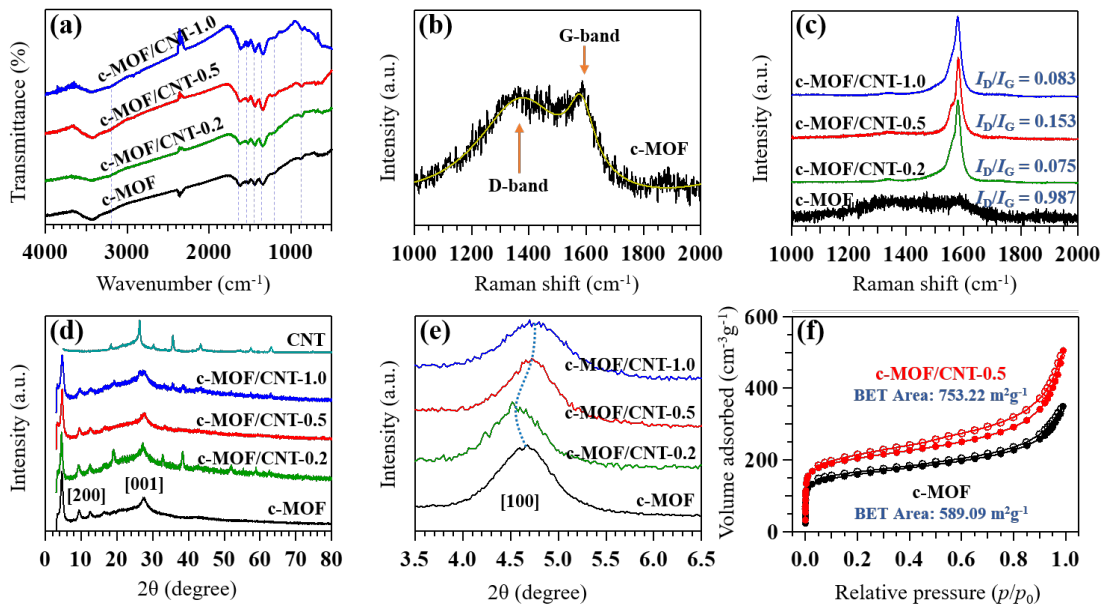 (a)
c-MOF/CNT-1.0
c-MOF/CNT-0.5
c-MOF/CNT-0.2
c-MOF
Transmittance (%)
4000 3000 2000 1000
Wavenumber (cm⁻¹)
(b)
G-band
D-band
c-MOF
Intensity (a.u.)
1000 1200 1400 1600 1800 2000
Raman shift (cm⁻¹)
(c)
c-MOF/CNT-1.0 I_D/I_G = 0.083
c-MOF/CNT-0.5 I_D/I_G = 0.153
c-MOF/CNT-0.2 I_D/I_G = 0.075
c-MOF I_D/I_G = 0.987
Intensity (a.u.)
1000 1200 1400 1600 1800 2000
Raman shift (cm⁻¹)
(d)
CNT
c-MOF/CNT-1.0
c-MOF/CNT-0.5
c-MOF/CNT-0.2
[200] [001]
c-MOF
Intensity (a.u.)
0 10 20 30 40 50 60 70 80
2θ (degree)
(e)
c-MOF/CNT-1.0
c-MOF/CNT-0.5
c-MOF/CNT-0.2
[100]
c-MOF
Intensity (a.u.)
3.5 4.0 4.5 5.0 5.5 6.0 6.5
2θ (degree)
(f)
c-MOF/CNT-0.5
BET Area: 753.22 m²g⁻¹
c-MOF
BET Area: 589.09 m²g⁻¹
Volume adsorbed (cm⁻³g⁻¹)
600
400
200
0
0.0 0.2 0.4 0.6 0.8 1.0
Relative pressure (p/p₀)